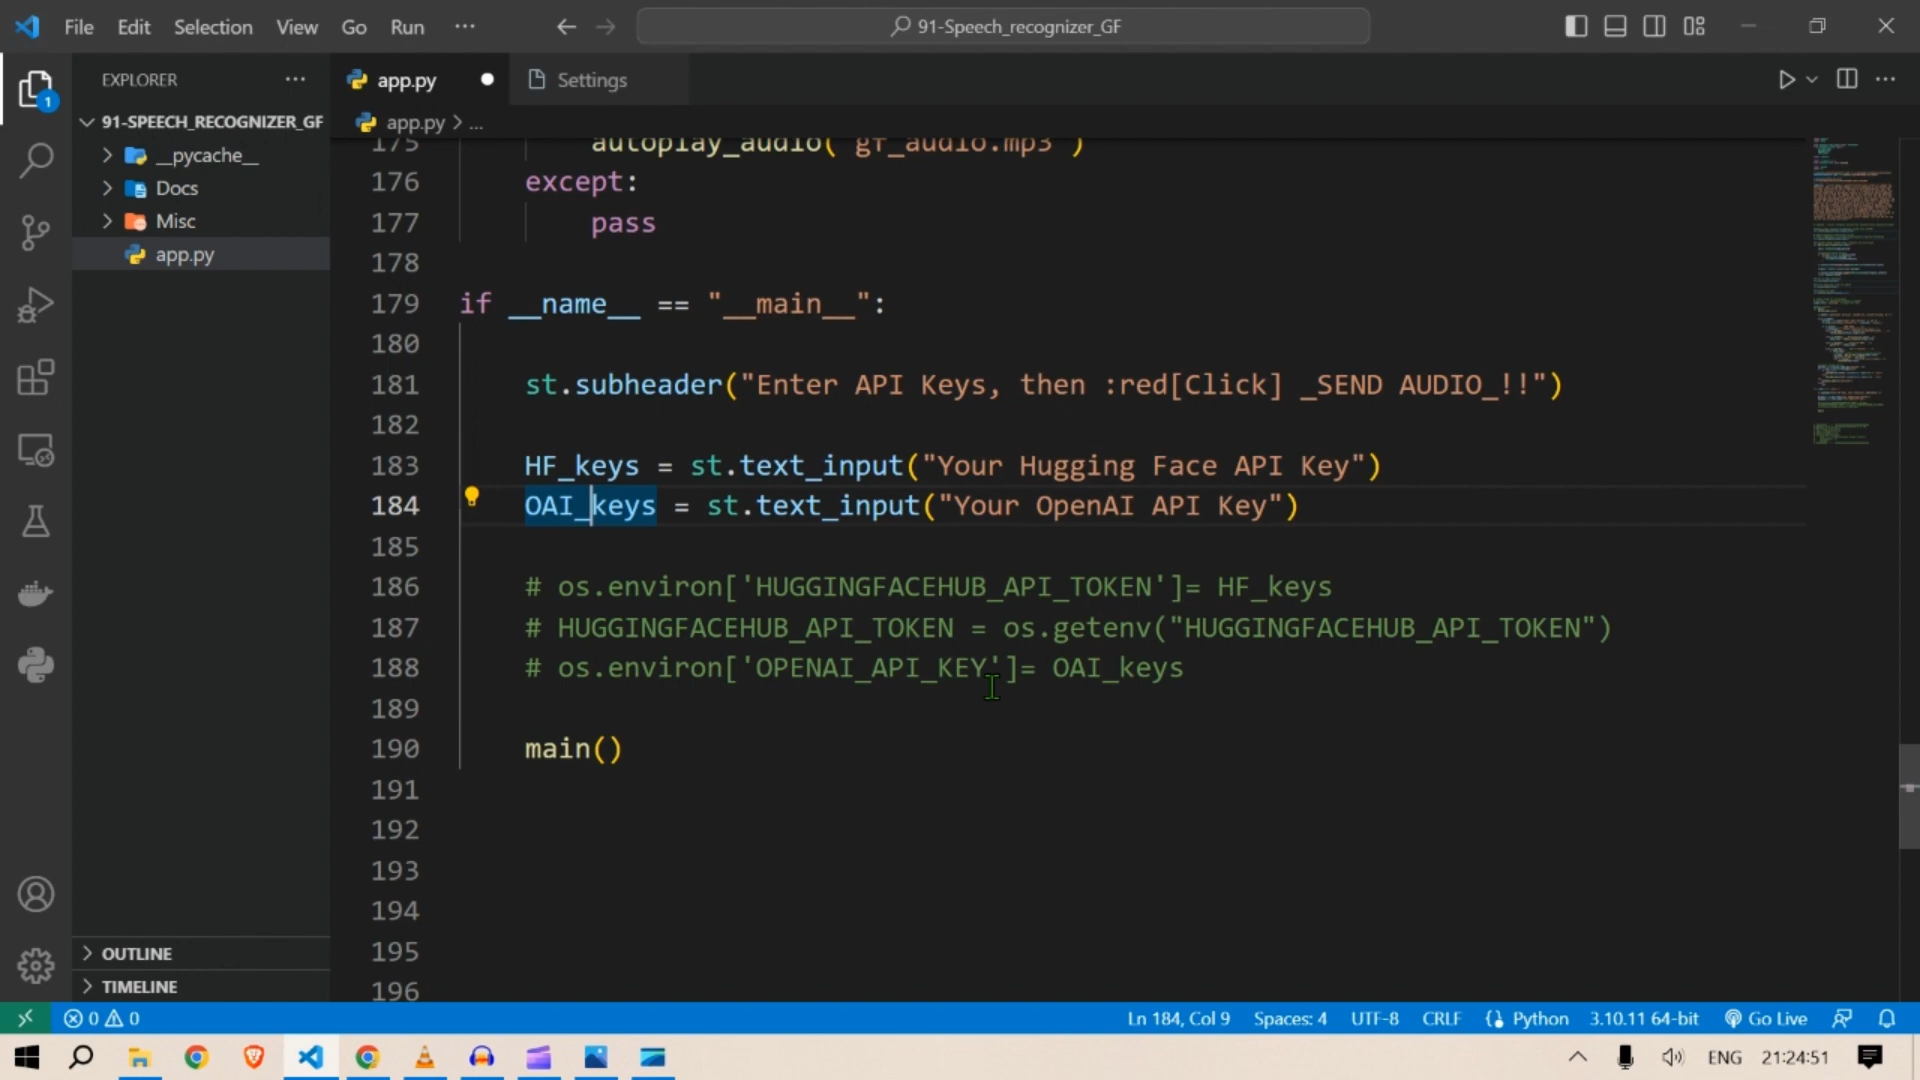 File Edit Selection View Go Run ···
91-Speech_recognizer_GF
EXPLORER ···
app.py
Settings
91-SPEECH_RECOGNIZER_GF
app.py > ...
__pycache__
Docs
Misc
app.py
175 autoplay_audio("gf_audio.mp3")
176 except:
177 pass
178
179 if __name__ == "__main__":
180
181 st.subheader("Enter API Keys, then :red[Click] _SEND AUDIO_!!")
182
183 HF_keys = st.text_input("Your Hugging Face API Key")
184 OAI_keys = st.text_input("Your OpenAI API Key")
185
186 # os.environ['HUGGINGFACEHUB_API_TOKEN']= HF_keys
187 # HUGGINGFACEHUB_API_TOKEN = os.getenv("HUGGINGFACEHUB_API_TOKEN")
188 # os.environ['OPENAI_API_KEY']= OAI_keys
189
190 main()
191
192
193
194
195
196
1
OUTLINE
TIMELINE
0 0 Ln 184, Col 9 Spaces: 4 UTF-8 CRLF Python 3.10.11 64-bit Go Live
ENG 21:24:51